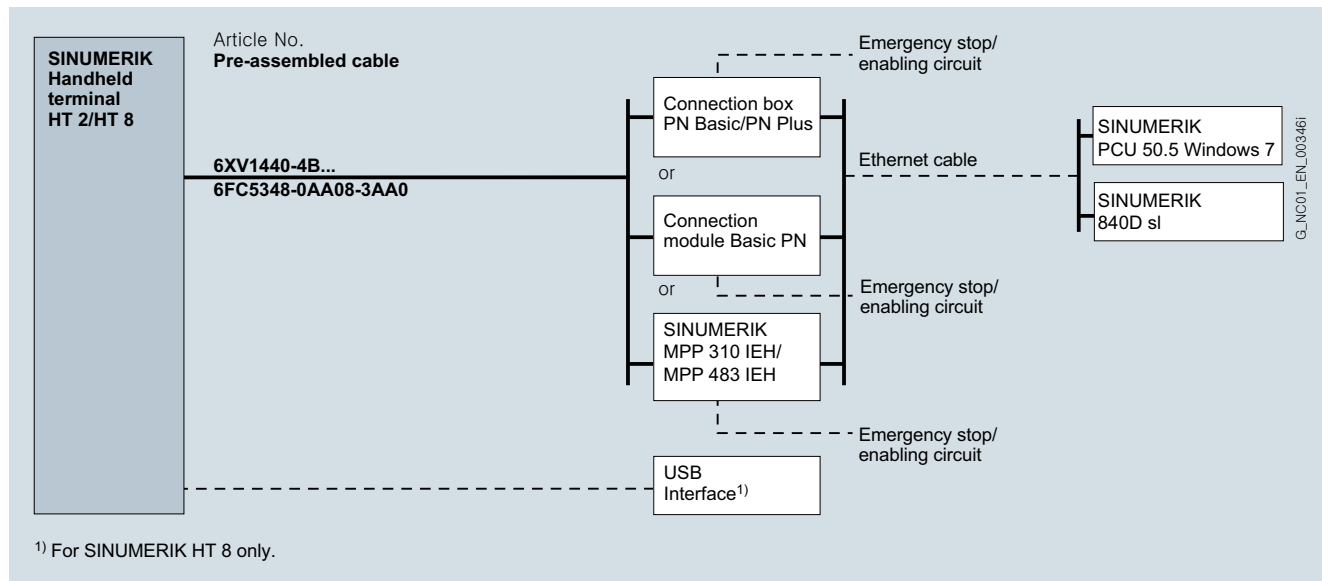 SINUMERIK
Handheld
terminal
HT 2/HT 8
Article No.
Pre-assembled cable
6XV1440-4B...
6FC5348-0AA08-3AA0
Emergency stop/
enabling circuit
Connection box
PN Basic/PN Plus
or
Connection
module Basic PN
or
Emergency stop/
enabling circuit
SINUMERIK
MPP 310 IEH/
MPP 483 IEH
Emergency stop/
enabling circuit
USB
Interface1)
Ethernet cable
SINUMERIK
PCU 50.5 Windows 7
SINUMERIK
840D sl
G_NC01_EN_00346i
1) For SINUMERIK HT 8 only.